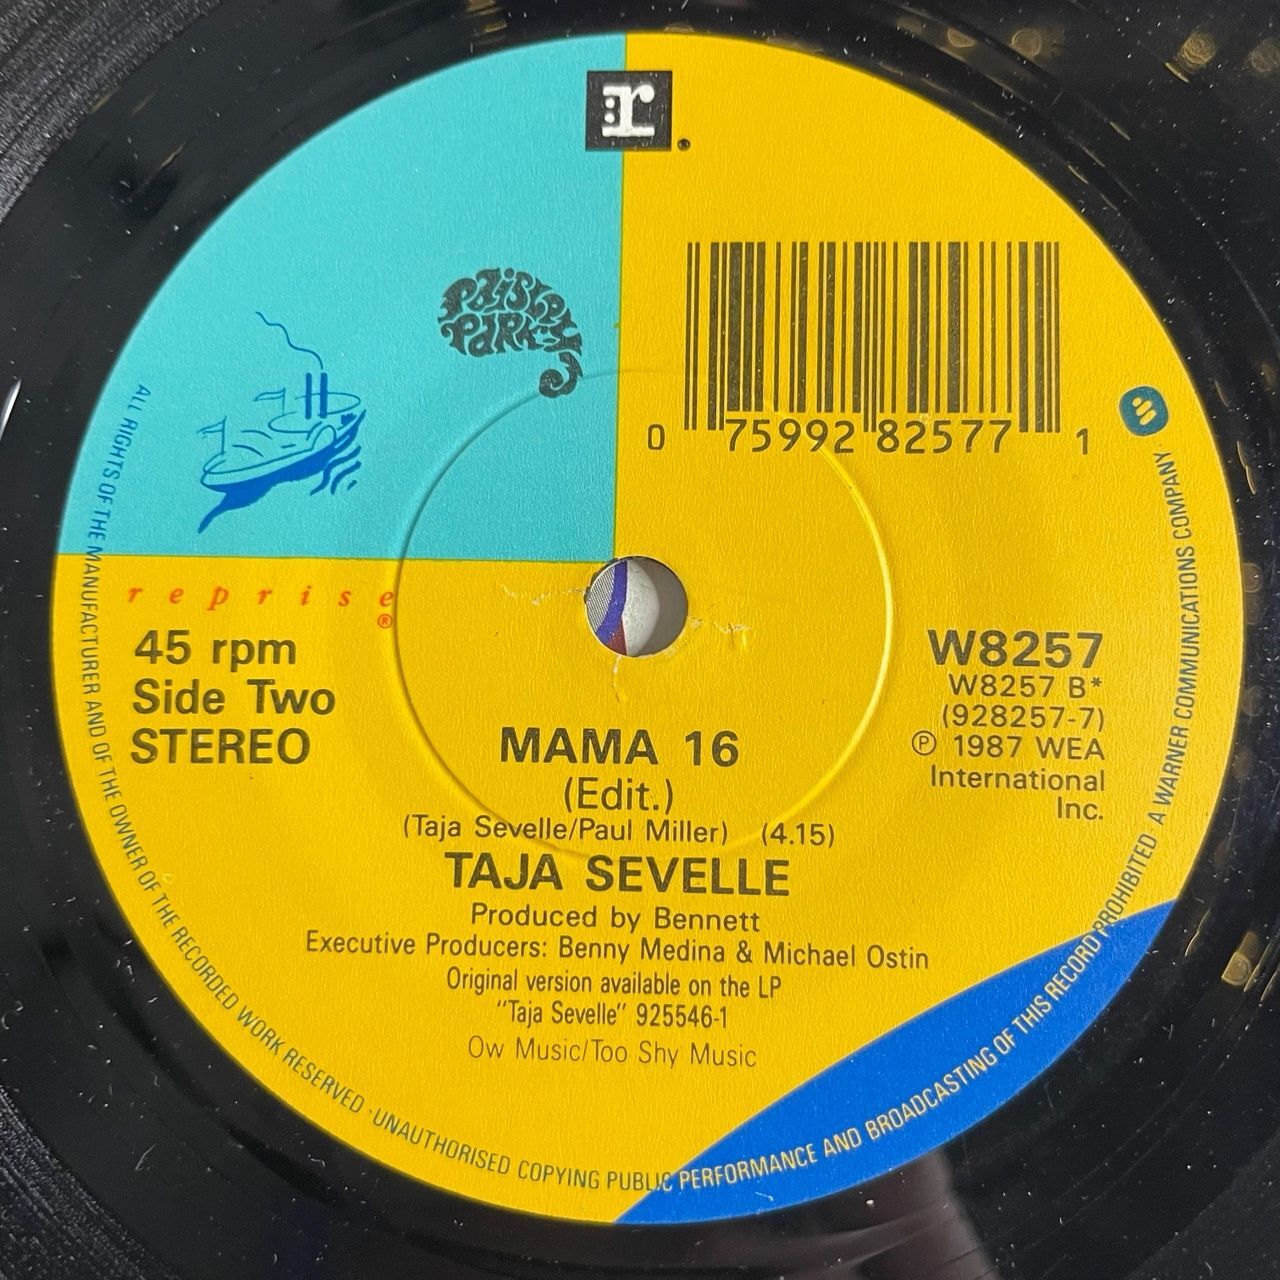 r.
PAISLEY
PARK
0 75992 82577 1
reprise®
45 rpm
Side Two
STEREO
W8257
W8257 B*
(928257-7)
Ⓟ 1987 WEA
International
Inc.
MAMA 16
(Edit.)
(Taja Sevelle/Paul Miller) (4.15)
TAJA SEVELLE
Produced by Bennett
Executive Producers: Benny Medina & Michael Ostin
Original version available on the LP
"Taja Sevelle" 925546-1
Ow Music/Too Shy Music
ALL RIGHTS OF THE MANUFACTURER AND OF THE OWNER OF THE RECORDED WORK RESERVED · UNAUTHORISED COPYING PUBLIC PERFORMANCE AND BROADCASTING OF THIS RECORD PROHIBITED · A WARNER COMMUNICATIONS COMPANY ·